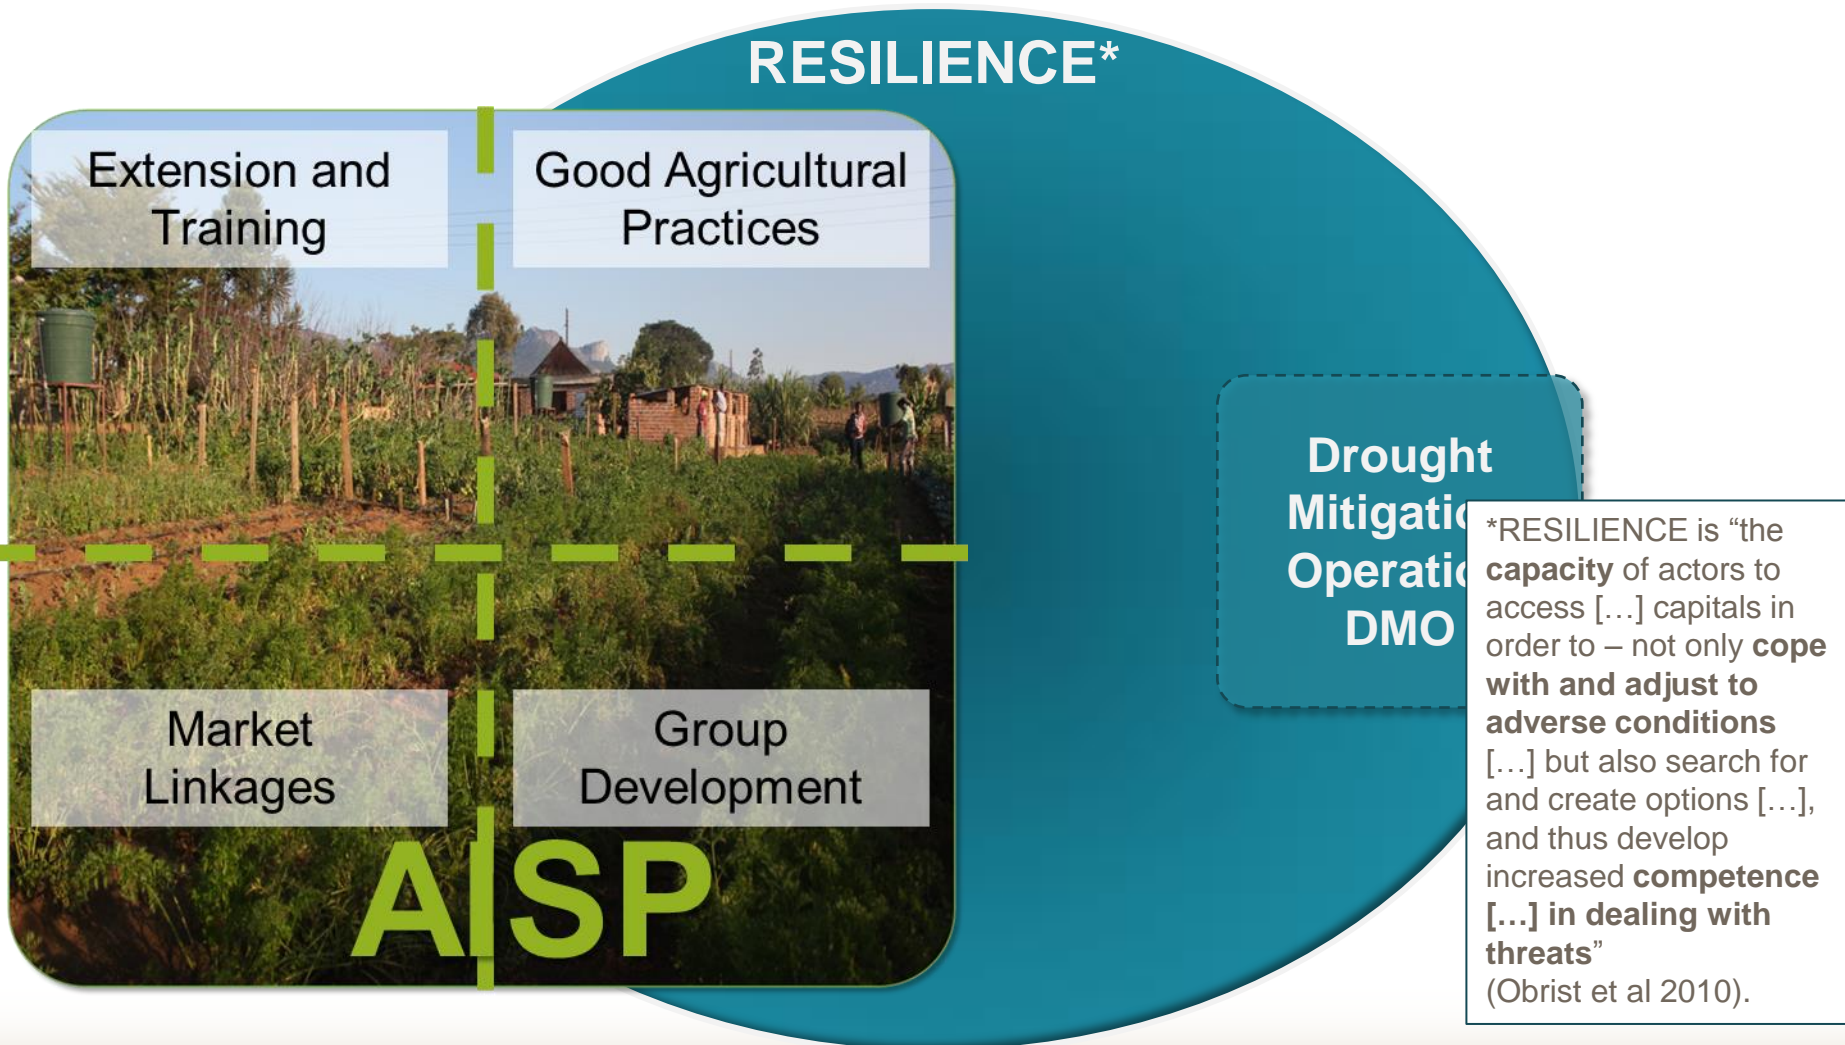 RESILIENCE*
Extension and
Training
Good Agricultural
Practices
Market
Linkages
Group
Development
AISP
Drought
Mitigatio
Operatio
DMO
*RESILIENCE is “the
capacity of actors to
access […] capitals in
order to – not only cope
with and adjust to
adverse conditions
[…] but also search for
and create options […],
and thus develop
increased competence
[…] in dealing with
threats”
(Obrist et al 2010).